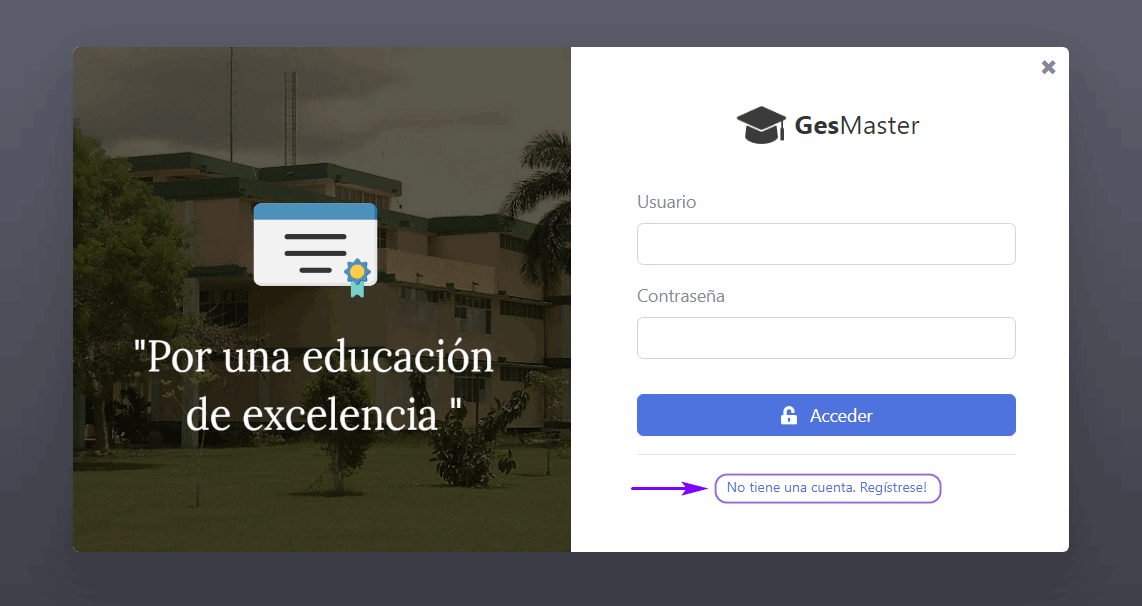 GesMaster
Usuario
Contraseña
"Por una educación
de excelencia "
Acceder
No tiene una cuenta. Regístrese!